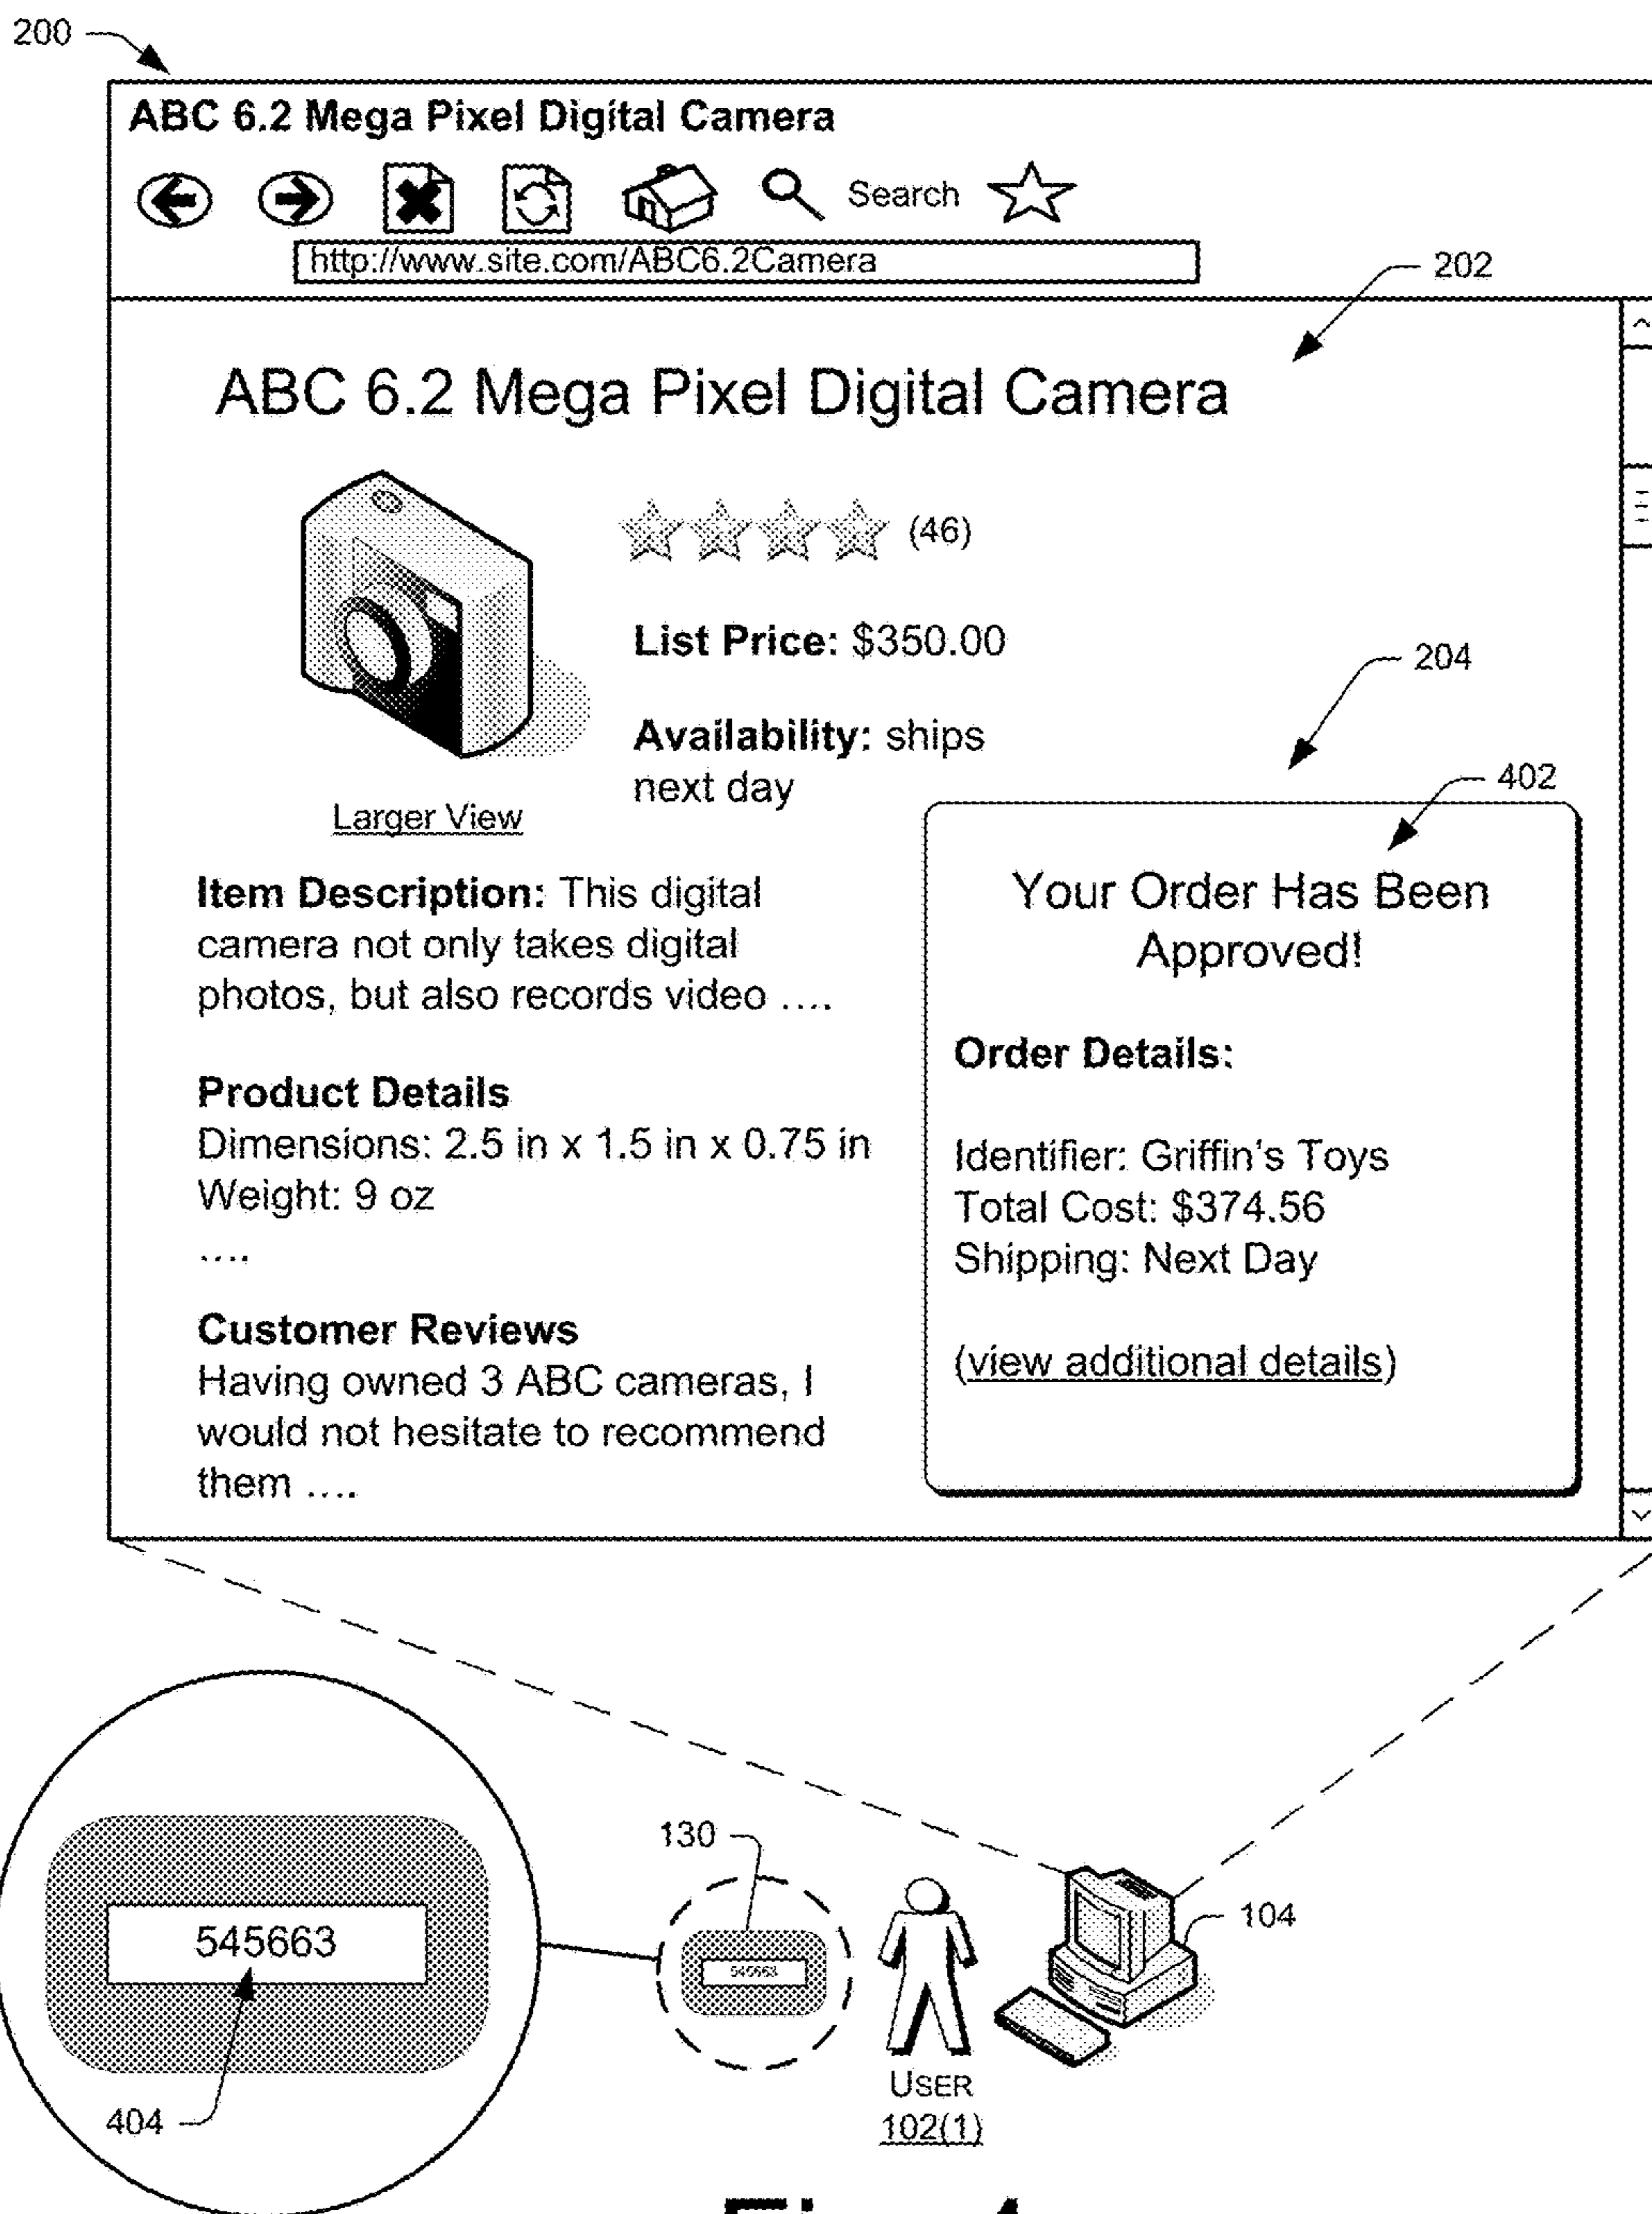 200
ABC 6.2 Mega Pixel Digital Camera
Search
http://www.site.com/ABC6.2Camera
202
ABC 6.2 Mega Pixel Digital Camera
(46)
List Price: $350.00
204
Availability: ships
next day
402
Larger View
Item Description: This digital
camera not only takes digital
photos, but also records video ....
Product Details
Dimensions: 2.5 in x 1.5 in x 0.75 in
Weight: 9 oz
....
Customer Reviews
Having owned 3 ABC cameras, I
would not hesitate to recommend
them ....
Your Order Has Been
Approved!
Order Details:
Identifier: Griffin's Toys
Total Cost: $374.56
Shipping: Next Day
(view additional details)
130
545663
545663
104
404
USER
102(1)